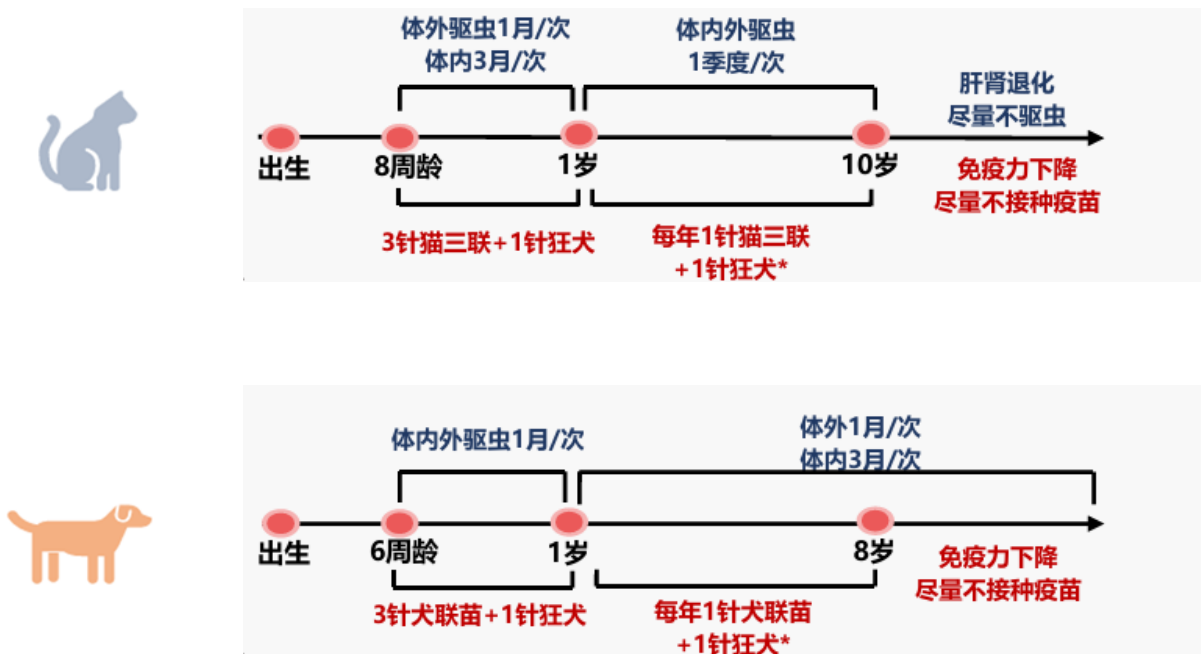 体外驱虫1月/次
体内3月/次
体内外驱虫
1季度/次
肝肾退化
尽量不驱虫
出生
8周龄
1岁
10岁
免疫力下降
尽量不接种疫苗
3针猫三联+1针狂犬
每年1针猫三联
+1针狂犬*
体内外驱虫1月/次
体外1月/次
体内3月/次
出生
6周龄
1岁
8岁
免疫力下降
尽量不接种疫苗
3针犬联苗+1针狂犬
每年1针犬联苗
+1针狂犬*